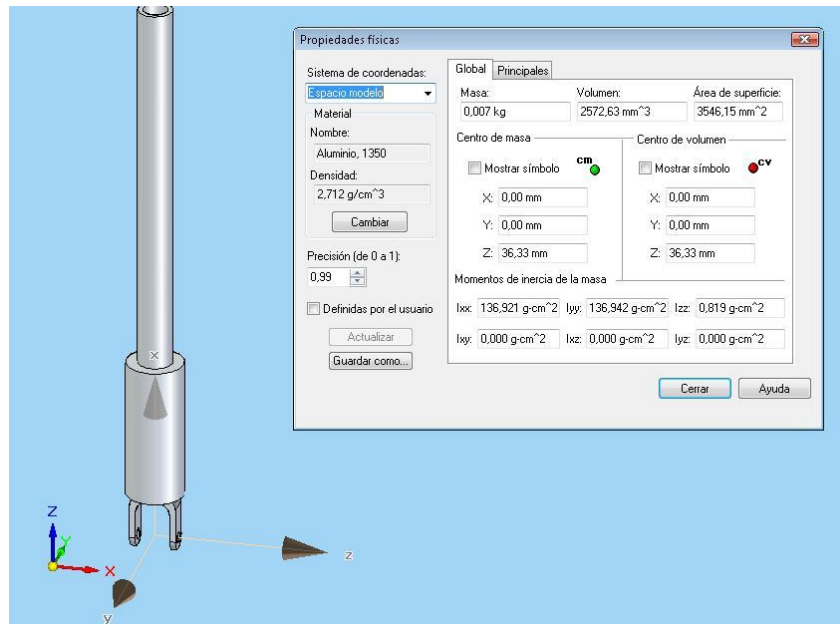 Propiedades físicas
Sistema de coordenadas:
Espacio modelo
Material
Nombre:
Aluminio, 1350
Densidad:
2,712 g/cm^3
Cambiar
Precisión (de 0 a 1):
0,99
Definidas por el usuario
Actualizar
Guardar como...
Global Principales
Masa: Volumen: Área de superficie:
0,007 kg 2572,63 mm^3 3546,15 mm^2
Centro de masa Centro de volumen
Mostrar símbolo cm Mostrar símbolo cv
X: 0,00 mm X: 0,00 mm
Y: 0,00 mm Y: 0,00 mm
Z: 36,33 mm Z: 36,33 mm
Momentos de inercia de la masa
Ixx: 136,921 g-cm^2 Iyy: 136,942 g-cm^2 Izz: 0,819 g-cm^2
Ixy: 0,000 g-cm^2 Ixz: 0,000 g-cm^2 Iyz: 0,000 g-cm^2
Cerrar Ayuda
x
Z
Y
X
z
y